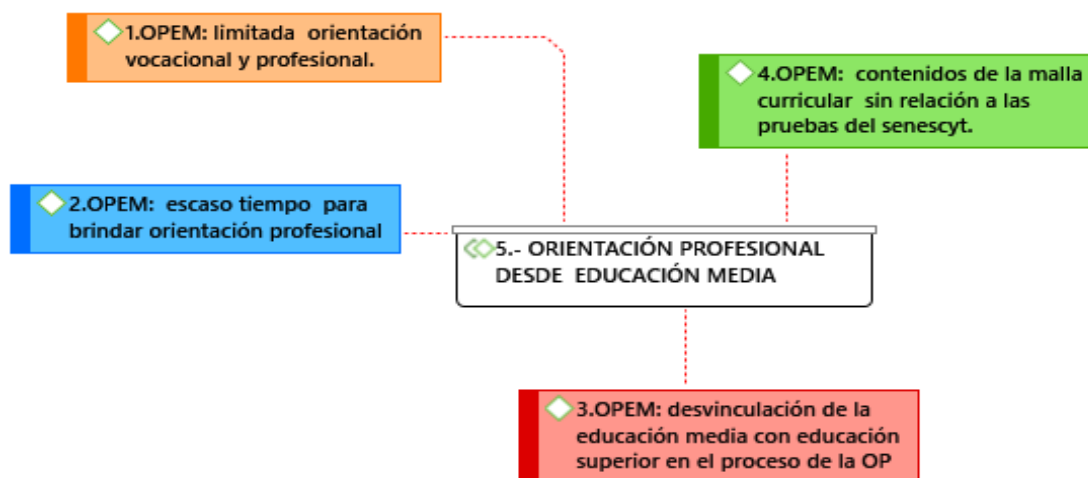 1.OPEM: limitada orientación
vocacional y profesional.
4.OPEM: contenidos de la malla
curricular sin relación a las
pruebas del senescyt.
2.OPEM: escaso tiempo para
brindar orientación profesional
5.- ORIENTACIÓN PROFESIONAL
DESDE EDUCACIÓN MEDIA
3.OPEM: desvinculación de la
educación media con educación
superior en el proceso de la OP